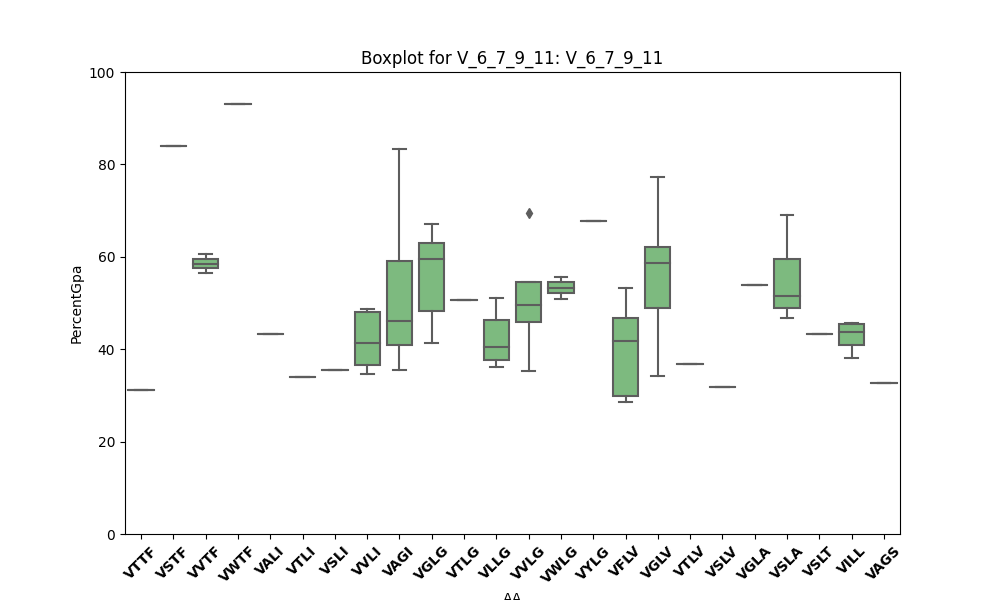 Boxplot for V_6_7_9_11: V_6_7_9_11
100
80
60
40
20
0
PercentGpa
VTTF VSTF VVTF VWTF VALI VTLI VSLI VVLI VAGI VGLG VTLG VLLG VVLG VWLG VYLG VFLV VGLV VTLV VSLV VGLA VSLA VSLT VILL VAGS
AA